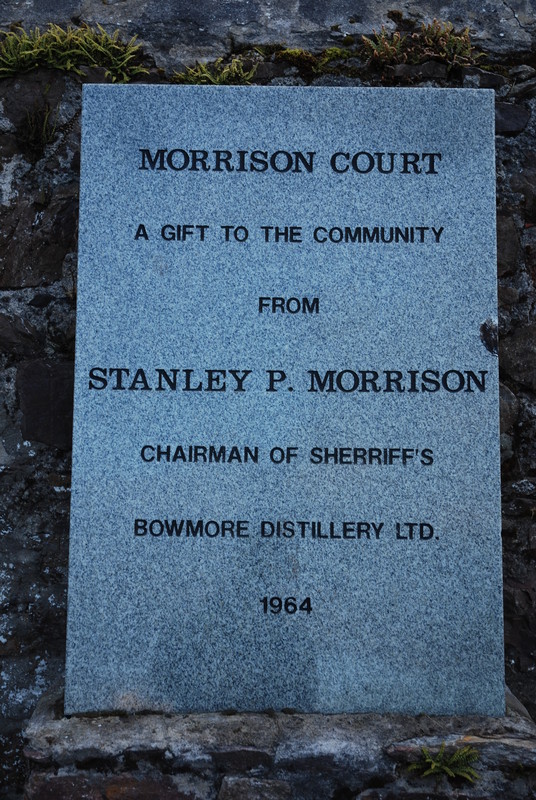 MORRISON COURT
A GIFT TO THE COMMUNITY
FROM
STANLEY P. MORRISON
CHAIRMAN OF SHERRIFF'S
BOWMORE DISTILLERY LTD.
1964